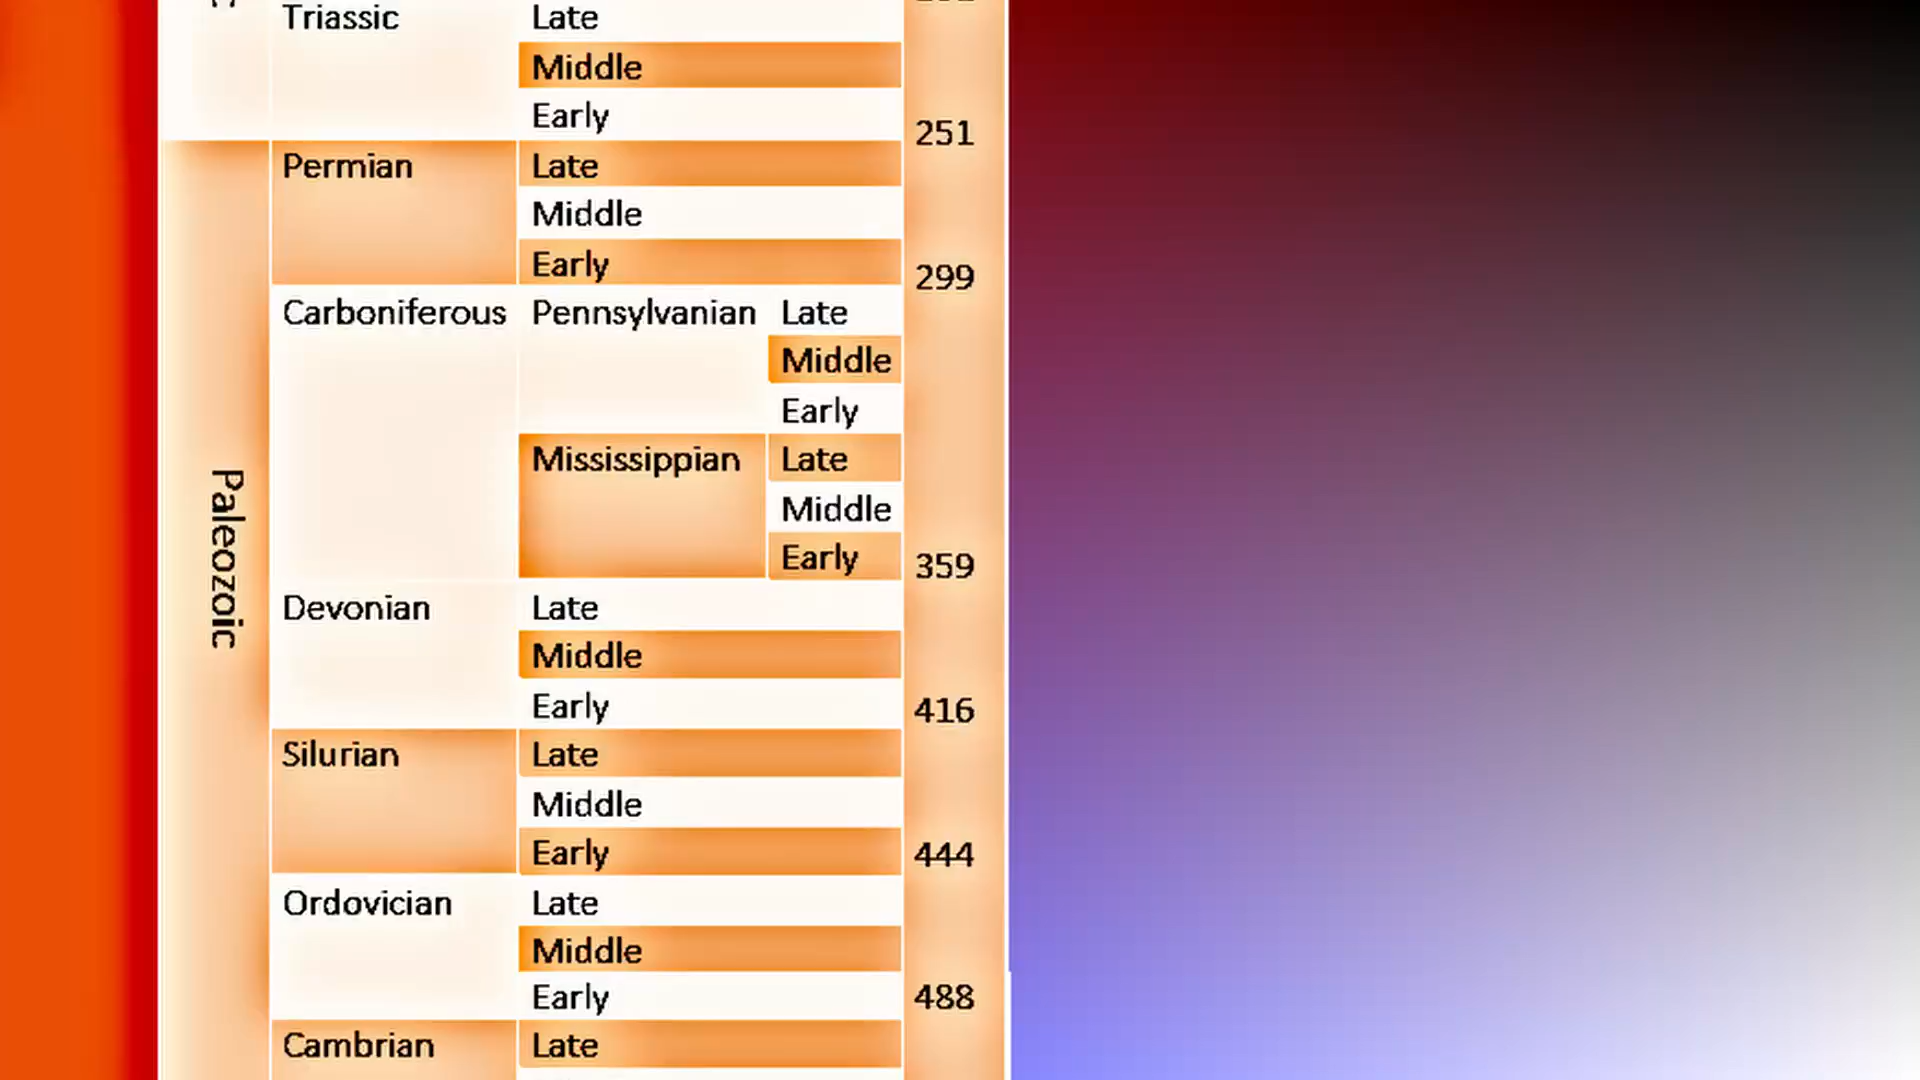 Triassic Late
Middle
Early
251
Permian Late
Middle
Early
299
Carboniferous Pennsylvanian Late
Middle
Early
Mississippian Late
Middle
Early
359
Paleozoic
Devonian Late
Middle
Early
416
Silurian Late
Middle
Early
444
Ordovician Late
Middle
Early
488
Cambrian Late